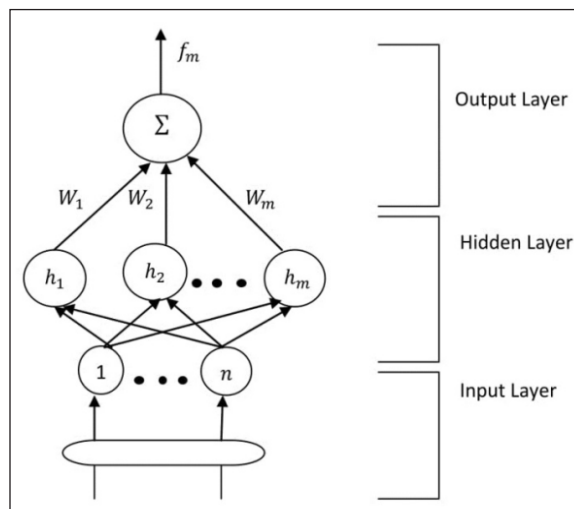 f_m
Σ
Output Layer
W_1
W_2
W_m
Hidden Layer
h_1
h_2
• • •
h_m
1
• • •
n
Input Layer